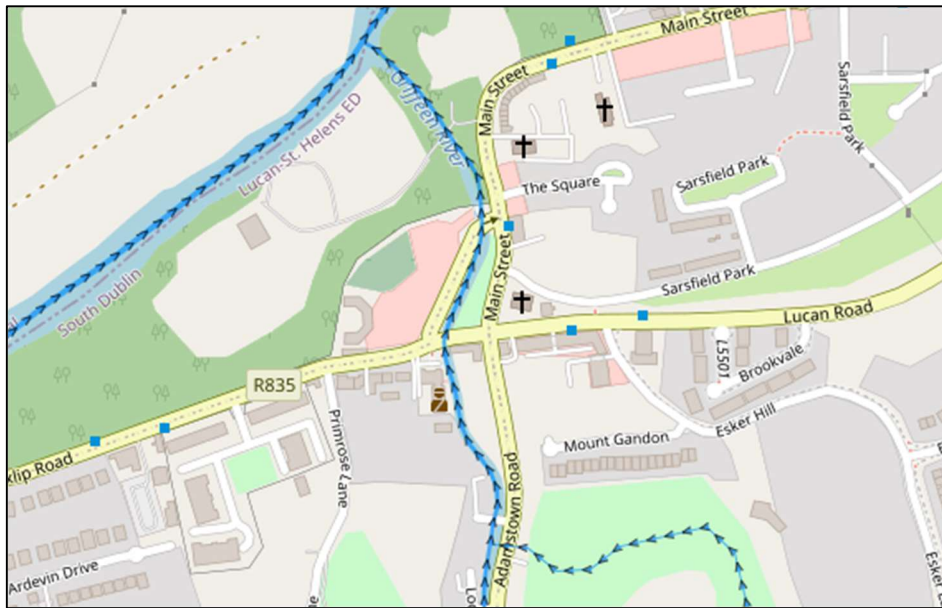 Main Street
Main Street
Griffeen River
Sarsfield Park
Lucan-St. Helens ED
Sarsfield Park
The Square
South Dublin
Main Street
Sarsfield Park
Lucan Road
L5501
Brookvale
R835
Esker Hill
Primrose Lane
Mount Gandon
xlip Road
Adamstown Road
Ardevin Drive
Esker